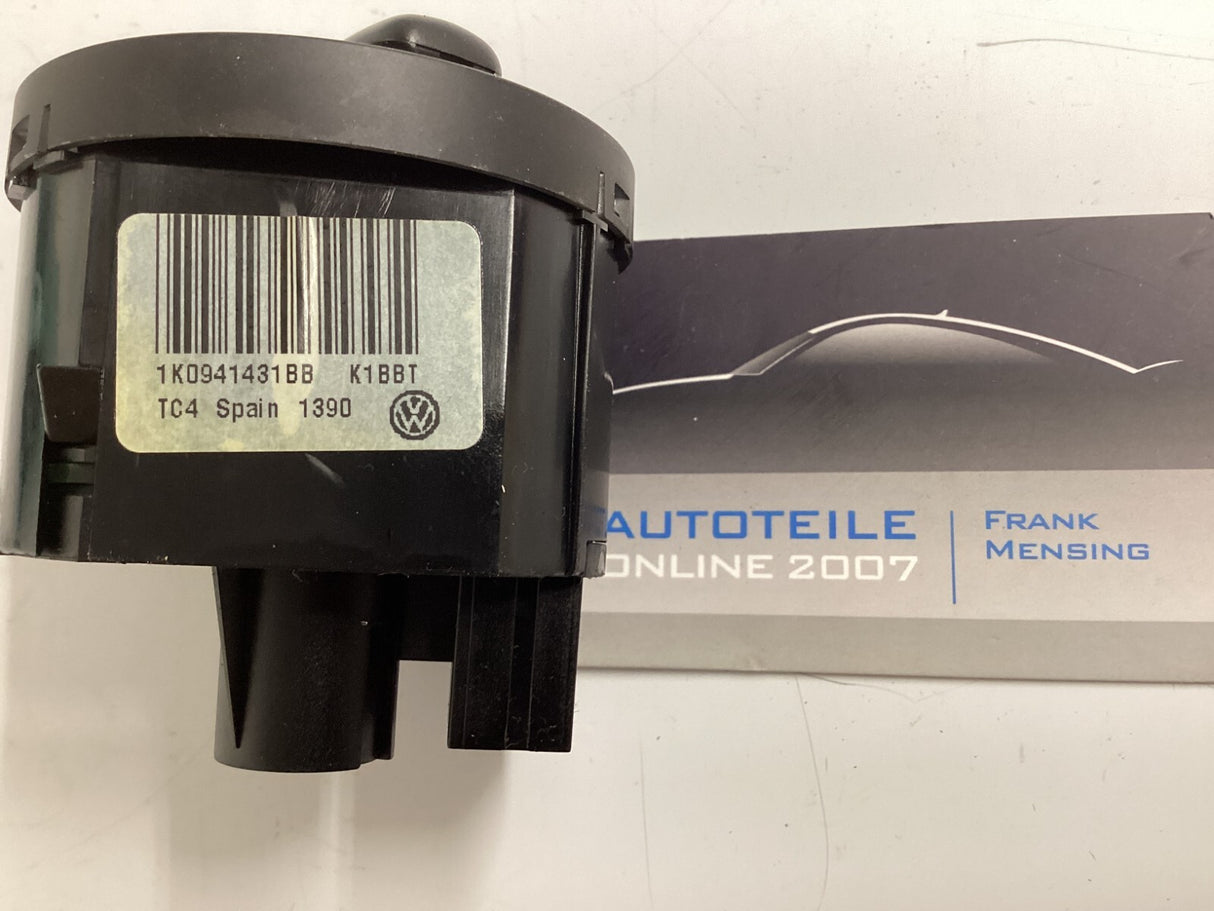 1K0941431BB K1BBT
TC4 Spain 1390
AUTOTEILE
ONLINE 2007
FRANK
MENSING